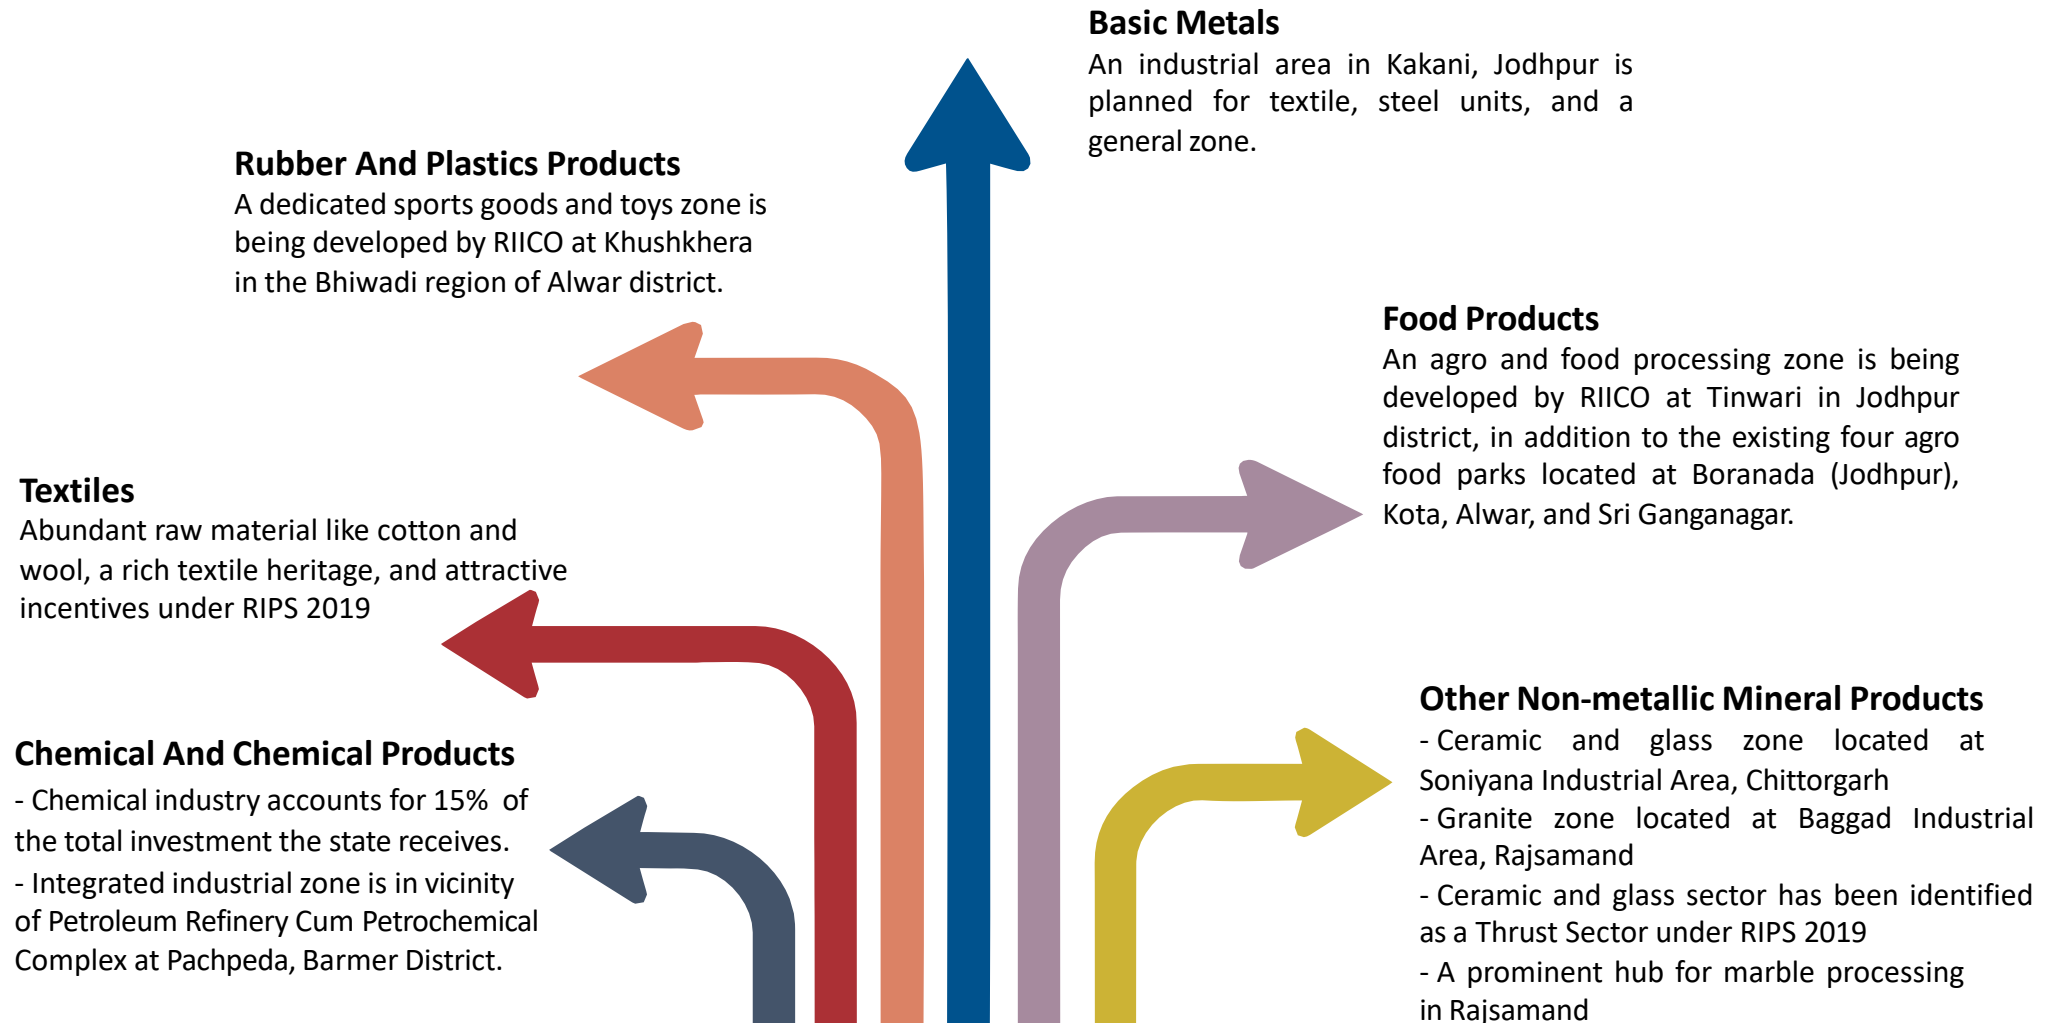 Basic Metals
An industrial area in Kakani, Jodhpur is
planned for textile, steel units, and a
general zone.
Rubber And Plastics Products
A dedicated sports goods and toys zone is
being developed by RIICO at Khushkhera
in the Bhiwadi region of Alwar district.
Food Products
An agro and food processing zone is being
developed by RIICO at Tinwari in Jodhpur
district, in addition to the existing four agro
food parks located at Boranada (Jodhpur),
Kota, Alwar, and Sri Ganganagar.
Textiles
Abundant raw material like cotton and
wool, a rich textile heritage, and attractive
incentives under RIPS 2019
Other Non-metallic Mineral Products
- Ceramic and glass zone located at
Soniyana Industrial Area, Chittorgarh
- Granite zone located at Baggad Industrial
Area, Rajsamand
- Ceramic and glass sector has been identified
as a Thrust Sector under RIPS 2019
- A prominent hub for marble processing
in Rajsamand
Chemical And Chemical Products
- Chemical industry accounts for 15% of
the total investment the state receives.
- Integrated industrial zone is in vicinity
of Petroleum Refinery Cum Petrochemical
Complex at Pachpeda, Barmer District.